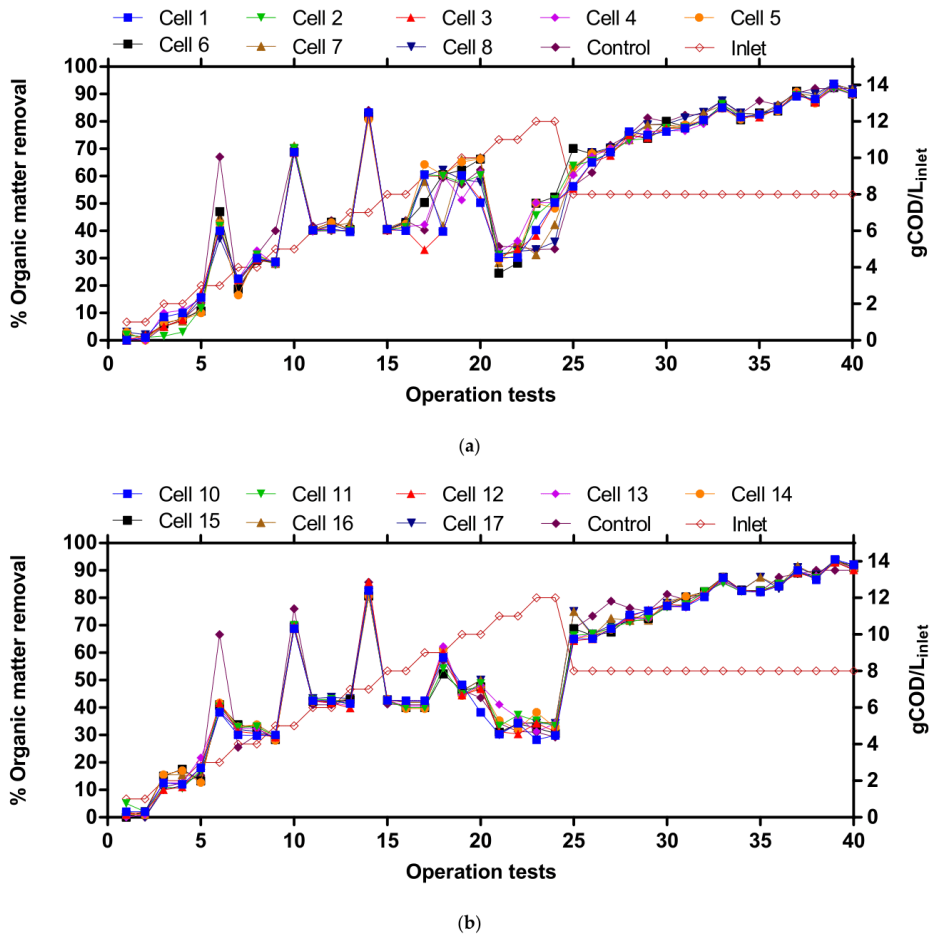 Cell 1 Cell 2 Cell 3 Cell 4 Cell 5
Cell 6 Cell 7 Cell 8 Control Inlet
% Organic matter removal
100
90
80
70
60
50
40
30
20
10
0
14
12
10
8
6
4
2
0
gCOD/Linlet
0 5 10 15 20 25 30 35 40
Operation tests
(a)
Cell 10 Cell 11 Cell 12 Cell 13 Cell 14
Cell 15 Cell 16 Cell 17 Control Inlet
% Organic matter removal
100
90
80
70
60
50
40
30
20
10
0
14
12
10
8
6
4
2
0
gCOD/Linlet
0 5 10 15 20 25 30 35 40
Operation tests
(b)